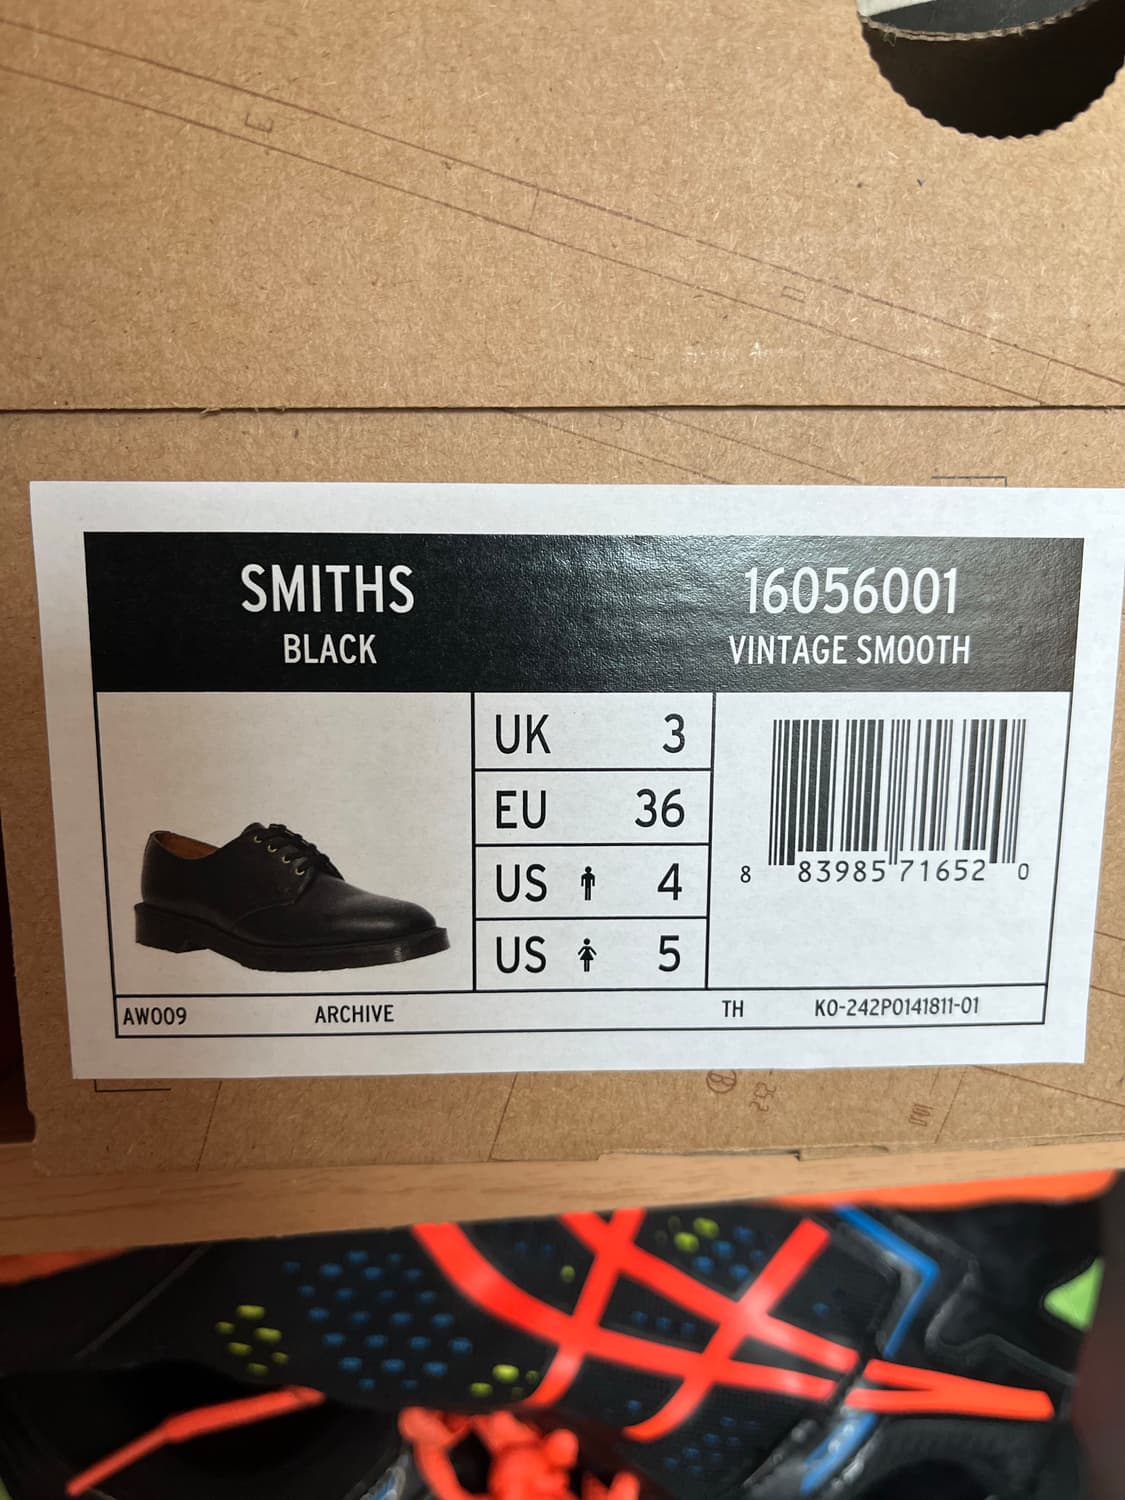 SMITHS
BLACK
16056001
VINTAGE SMOOTH
UK 3
EU 36
US 4
US 5
8 83985 71652 0
AW009 ARCHIVE TH KO-242P0141811-01